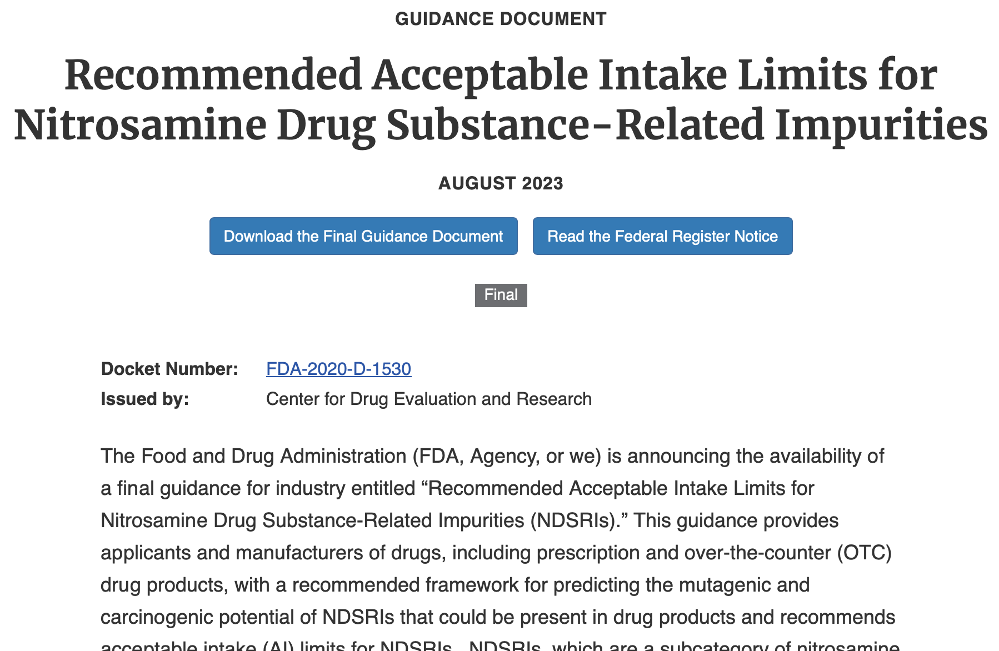 GUIDANCE DOCUMENT
Recommended Acceptable Intake Limits for
Nitrosamine Drug Substance-Related Impurities
AUGUST 2023
Download the Final Guidance Document
Read the Federal Register Notice
Final
Docket Number: FDA-2020-D-1530
Issued by: Center for Drug Evaluation and Research
The Food and Drug Administration (FDA, Agency, or we) is announcing the availability of
a final guidance for industry entitled “Recommended Acceptable Intake Limits for
Nitrosamine Drug Substance-Related Impurities (NDSRIs).” This guidance provides
applicants and manufacturers of drugs, including prescription and over-the-counter (OTC)
drug products, with a recommended framework for predicting the mutagenic and
carcinogenic potential of NDSRIs that could be present in drug products and recommends
acceptable intake (AI) limits for NDSRIs. NDSRIs, which are a subcategory of nitrosamine